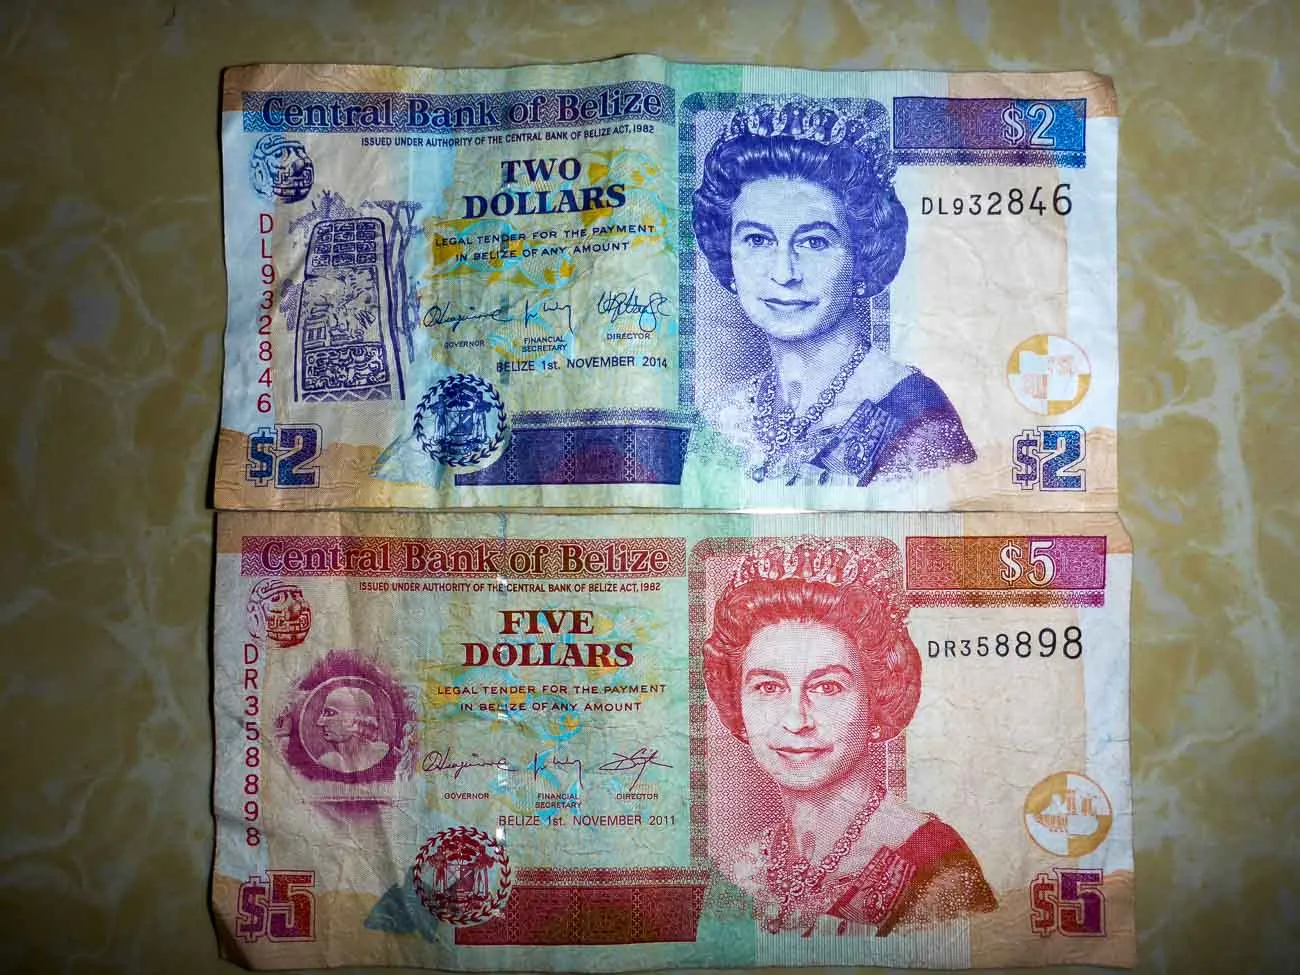 Central Bank of Belize
$2
ISSUED UNDER AUTHORITY OF THE CENTRAL BANK OF BELIZE ACT, 1982
TWO
DOLLARS
DL932846
DL932846
LEGAL TENDER FOR THE PAYMENT
IN BELIZE OF ANY AMOUNT
GOVERNOR
FINANCIAL
SECRETARY
DIRECTOR
BELIZE 1st. NOVEMBER 2014
$2
$2
Central Bank of Belize
$5
ISSUED UNDER AUTHORITY OF THE CENTRAL BANK OF BELIZE ACT, 1982
FIVE
DOLLARS
DR358898
DR358898
LEGAL TENDER FOR THE PAYMENT
IN BELIZE OF ANY AMOUNT
GOVERNOR
FINANCIAL
SECRETARY
DIRECTOR
BELIZE 1st. NOVEMBER 2011
$5
$5